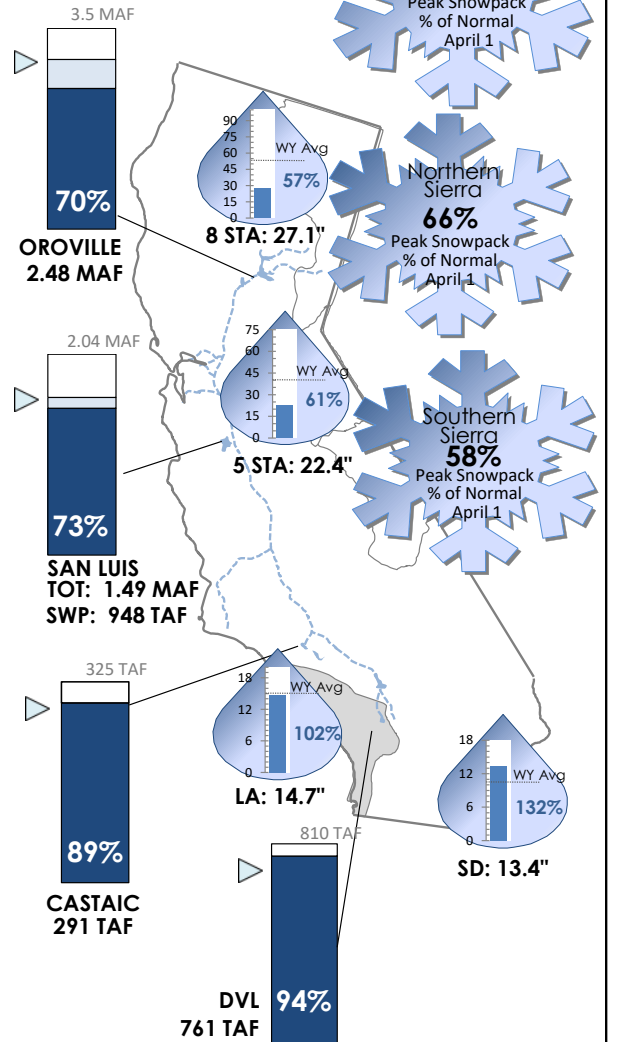 3.5 MAF
Peak Snowpack
% of Normal
April 1
70%
OROVILLE
2.48 MAF
90
75
60
45
30
15
0
WY Avg
57%
8 STA: 27.1"
Northern
Sierra
66%
Peak Snowpack
% of Normal
April 1
2.04 MAF
73%
SAN LUIS
TOT: 1.49 MAF
SWP: 948 TAF
75
60
45
30
15
0
WY Avg
61%
5 STA: 22.4"
Southern
Sierra
58%
Peak Snowpack
% of Normal
April 1
325 TAF
89%
CASTAIC
291 TAF
18
12
6
0
WY Avg
102%
LA: 14.7"
18
12
6
0
WY Avg
132%
SD: 13.4"
810 TAF
94%
DVL
761 TAF